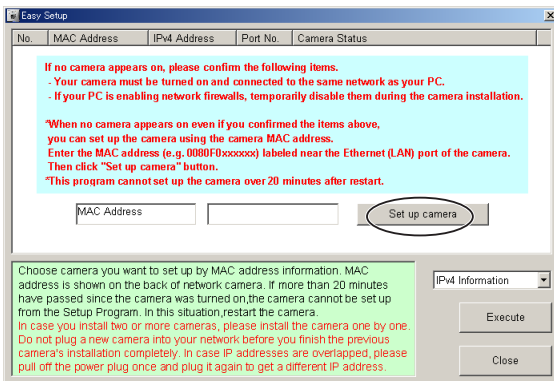 Easy Setup
No. MAC Address IPv4 Address Port No. Camera Status
If no camera appears on, please confirm the following items.
- Your camera must be turned on and connected to the same network as your PC.
- If your PC is enabling network firewalls, temporarily disable them during the camera installation.
*When no camera appears on even if you confirmed the items above,
you can set up the camera using the camera MAC address.
Enter the MAC address (e.g. 0080F0xxxxxx) labeled near the Ethernet (LAN) port of the camera.
Then click "Set up camera" button.
*This program cannot set up the camera over 20 minutes after restart.
MAC Address Set up camera
Choose camera you want to set up by MAC address information. MAC
address is shown on the back of network camera. If more than 20 minutes
have passed since the camera was turned on,the camera cannot be set up
from the Setup Program. In this situation,restart the camera.
In case you install two or more cameras, please install the camera one by one.
Do not plug a new camera into your network before you finish the previous
camera's installation completely. In case IP addresses are overlapped, please
pull off the power plug once and plug it again to get a different IP address.
IPv4 Information
Execute
Close